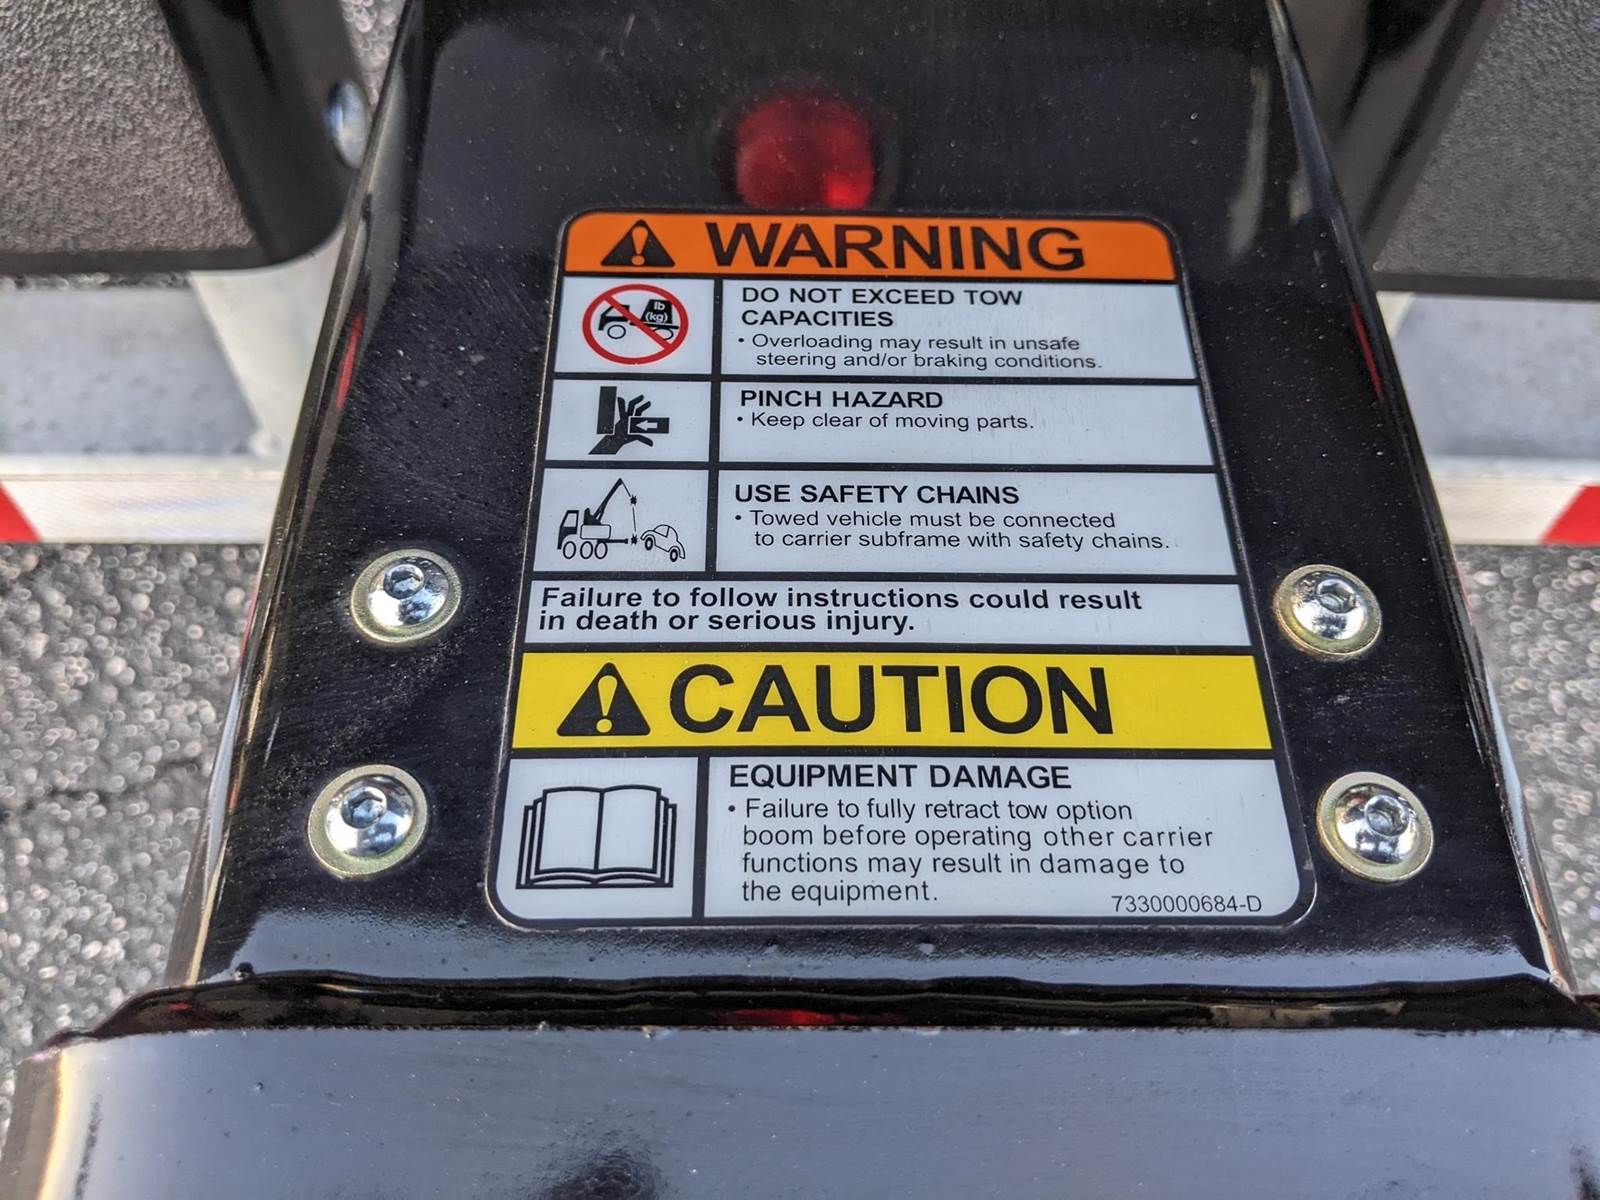 WARNING
lb
(kg)
DO NOT EXCEED TOW
CAPACITIES
• Overloading may result in unsafe
steering and/or braking conditions.
PINCH HAZARD
• Keep clear of moving parts.
USE SAFETY CHAINS
• Towed vehicle must be connected
to carrier subframe with safety chains.
Failure to follow instructions could result
in death or serious injury.
CAUTION
EQUIPMENT DAMAGE
• Failure to fully retract tow option
boom before operating other carrier
functions may result in damage to
the equipment.
7330000684-D